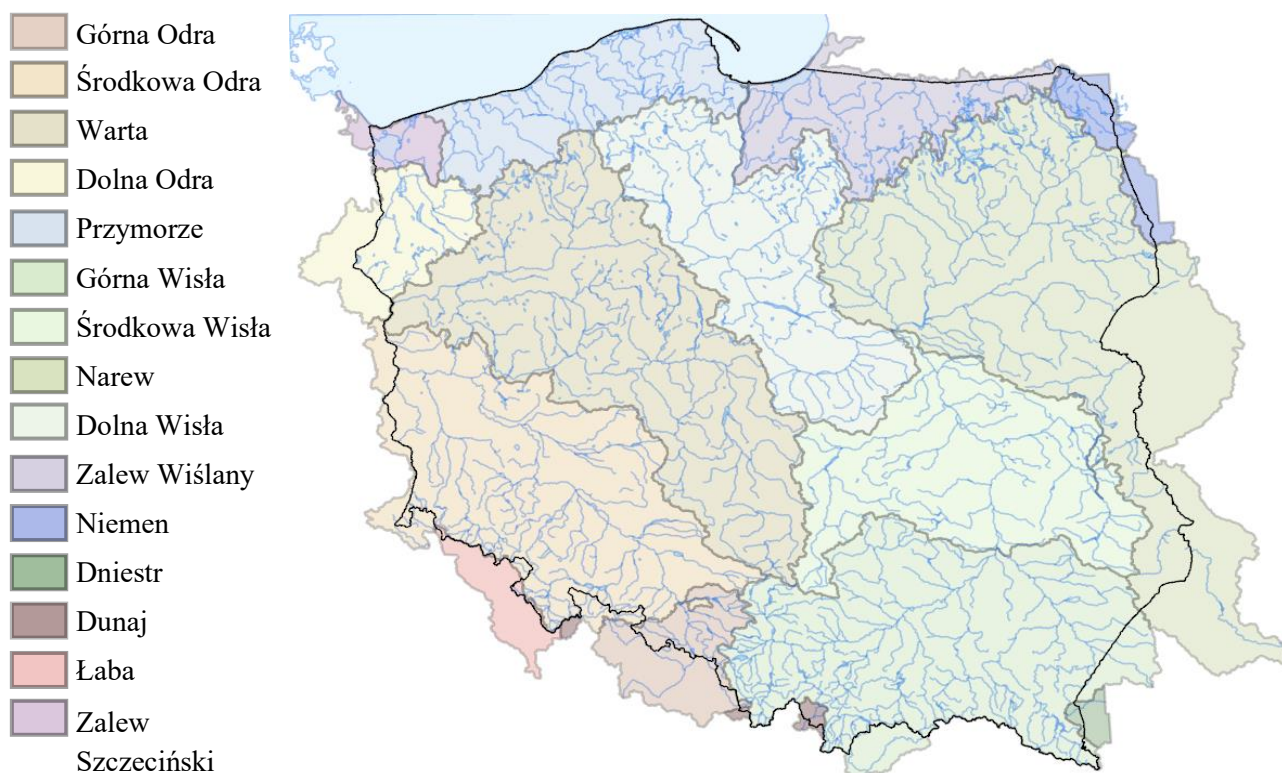 Górna Odra
Środkowa Odra
Warta
Dolna Odra
Przymorze
Górna Wisła
Środkowa Wisła
Narew
Dolna Wisła
Zalew Wiślany
Niemen
Dniestr
Dunaj
Łaba
Zalew
Szczeciński